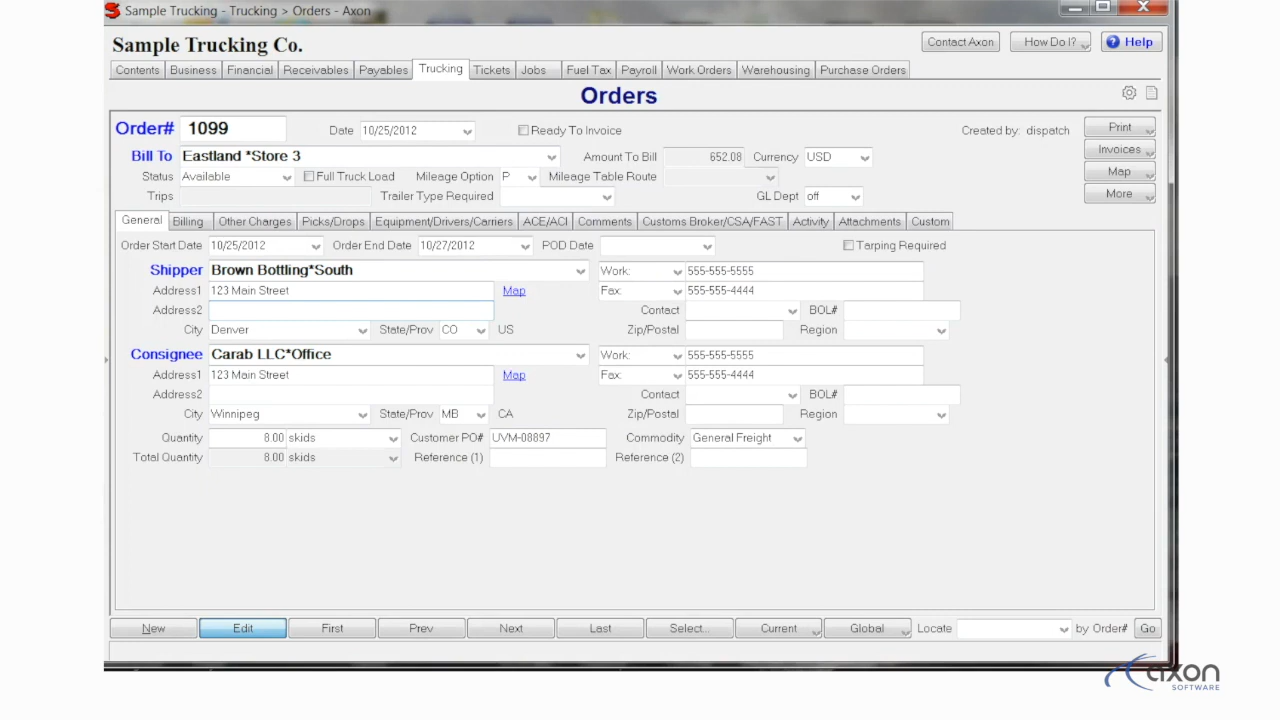 Sample Trucking - Trucking > Orders - Axon
Sample Trucking Co.
Contact Axon How Do I? Help
Contents Business Financial Receivables Payables Trucking Tickets Jobs Fuel Tax Payroll Work Orders Warehousing Purchase Orders
Orders
Order# 1099 Date 10/25/2012 Ready To Invoice Created by: dispatch Print
Bill To Eastland *Store 3 Amount To Bill 652.08 Currency USD Invoices
Status Available Full Truck Load Mileage Option P Mileage Table Route Map
Trips Trailer Type Required GL Dept off More
General Billing Other Charges Picks/Drops Equipment/Drivers/Carriers ACE/ACI Comments Customs Broker/CSA/FAST Activity Attachments Custom
Order Start Date 10/25/2012 Order End Date 10/27/2012 POD Date Tarping Required
Shipper Brown Bottling*South Work: 555-555-5555
Address1 123 Main Street Map Fax: 555-555-4444
Address2 Contact BOL#
City Denver State/Prov CO US Zip/Postal Region
Consignee Carab LLC*Office Work: 555-555-5555
Address1 123 Main Street Map Fax: 555-555-4444
Address2 Contact BOL#
City Winnipeg State/Prov MB CA Zip/Postal Region
Quantity 8.00 skids Customer PO# UVM-08897 Commodity General Freight
Total Quantity 8.00 skids Reference (1) Reference (2)
New Edit First Prev Next Last Select... Current Global Locate by Order# Go
axon
SOFTWARE